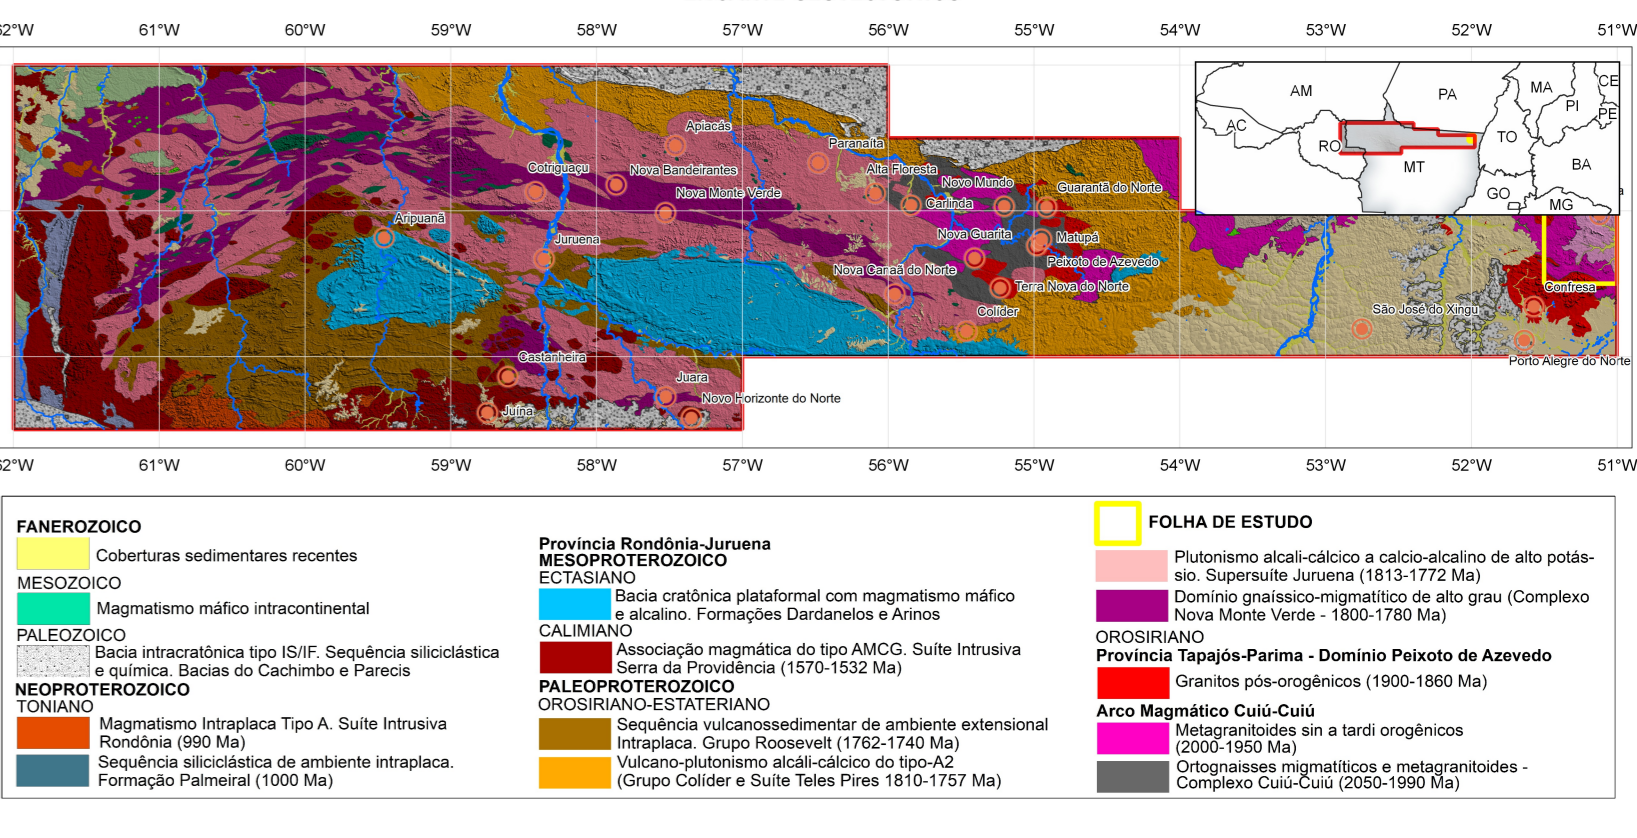 61°W 60°W 59°W 58°W 57°W 56°W 55°W 54°W 53°W 52°W 51°W
AM
PA
MA
CE
PI
PE
AC
RO
TO
MT
BA
GO
MG
Apiacás
Paranaíta
Cotriguaçu
Nova Bandeirantes
Alta Floresta
Nova Monte Verde
Novo Mundo
Guarantã do Norte
Carlinda
Aripuanã
Juruena
Nova Guarita
Matupá
Peixoto de Azevedo
Nova Canaã do Norte
Terra Nova do Norte
Confresa
Colíder
São José do Xingu
Castanheira
Porto Alegre do Norte
Juara
Novo Horizonte do Norte
Juína
61°W 60°W 59°W 58°W 57°W 56°W 55°W 54°W 53°W 52°W 51°W
FANEROZOICO
Coberturas sedimentares recentes
MESOZOICO
Magmatismo máfico intracontinental
PALEOZOICO
Bacia intracratônica tipo IS/IF. Sequência siliciclástica
e química. Bacias do Cachimbo e Parecis
NEOPROTEROZOICO
TONIANO
Magmatismo Intraplaca Tipo A. Suíte Intrusiva
Rondônia (990 Ma)
Sequência siliciclástica de ambiente intraplaca.
Formação Palmeiral (1000 Ma)
Província Rondônia-Juruena
MESOPROTEROZOICO
ECTASIANO
Bacia cratônica plataformal com magmatismo máfico
e alcalino. Formações Dardanelos e Arinos
CALIMIANO
Associação magmática do tipo AMCG. Suíte Intrusiva
Serra da Providência (1570-1532 Ma)
PALEOPROTEROZOICO
OROSIRIANO-ESTATERIANO
Sequência vulcanossedimentar de ambiente extensional
Intraplaca. Grupo Roosevelt (1762-1740 Ma)
Vulcano-plutonismo alcáli-cálcico do tipo-A2
(Grupo Colíder e Suíte Teles Pires 1810-1757 Ma)
FOLHA DE ESTUDO
Plutonismo alcali-cálcico a calcio-alcalino de alto potás-
sio. Supersuíte Juruena (1813-1772 Ma)
Domínio gnaíssico-migmatítico de alto grau (Complexo
Nova Monte Verde - 1800-1780 Ma)
OROSIRIANO
Província Tapajós-Parima - Domínio Peixoto de Azevedo
Granitos pós-orogênicos (1900-1860 Ma)
Arco Magmático Cuiú-Cuiú
Metagranitoides sin a tardi orogênicos
(2000-1950 Ma)
Ortognaisses migmatíticos e metagranitoides -
Complexo Cuiú-Cuiú (2050-1990 Ma)